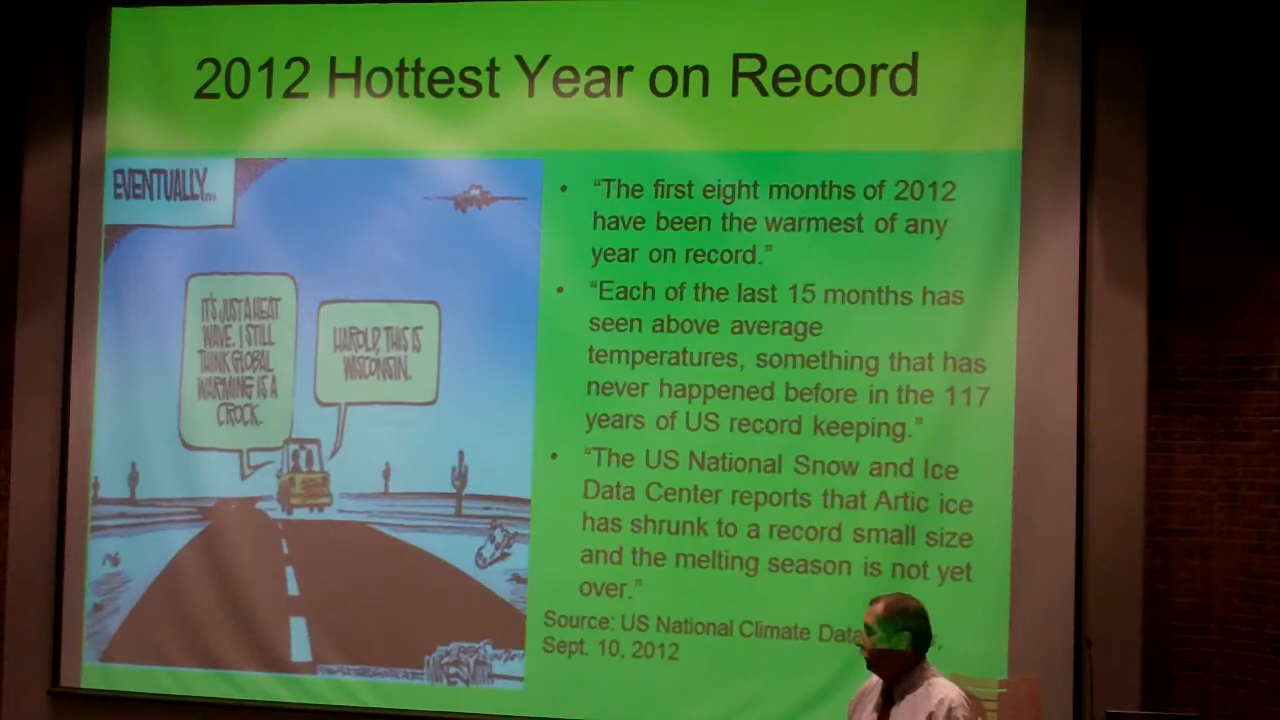 2012 Hottest Year on Record
EVENTUALLY...
IT'S JUST A HEAT
WAVE. I STILL
THINK GLOBAL
WARMING IS A
CROCK.
HAROLD, THIS IS
WISCONSIN.
• “The first eight months of 2012
have been the warmest of any
year on record.”
• “Each of the last 15 months has
seen above average
temperatures, something that has
never happened before in the 117
years of US record keeping.”
• “The US National Snow and Ice
Data Center reports that Artic ice
has shrunk to a record small size
and the melting season is not yet
over.”
Source: US National Climate Data
Sept. 10, 2012